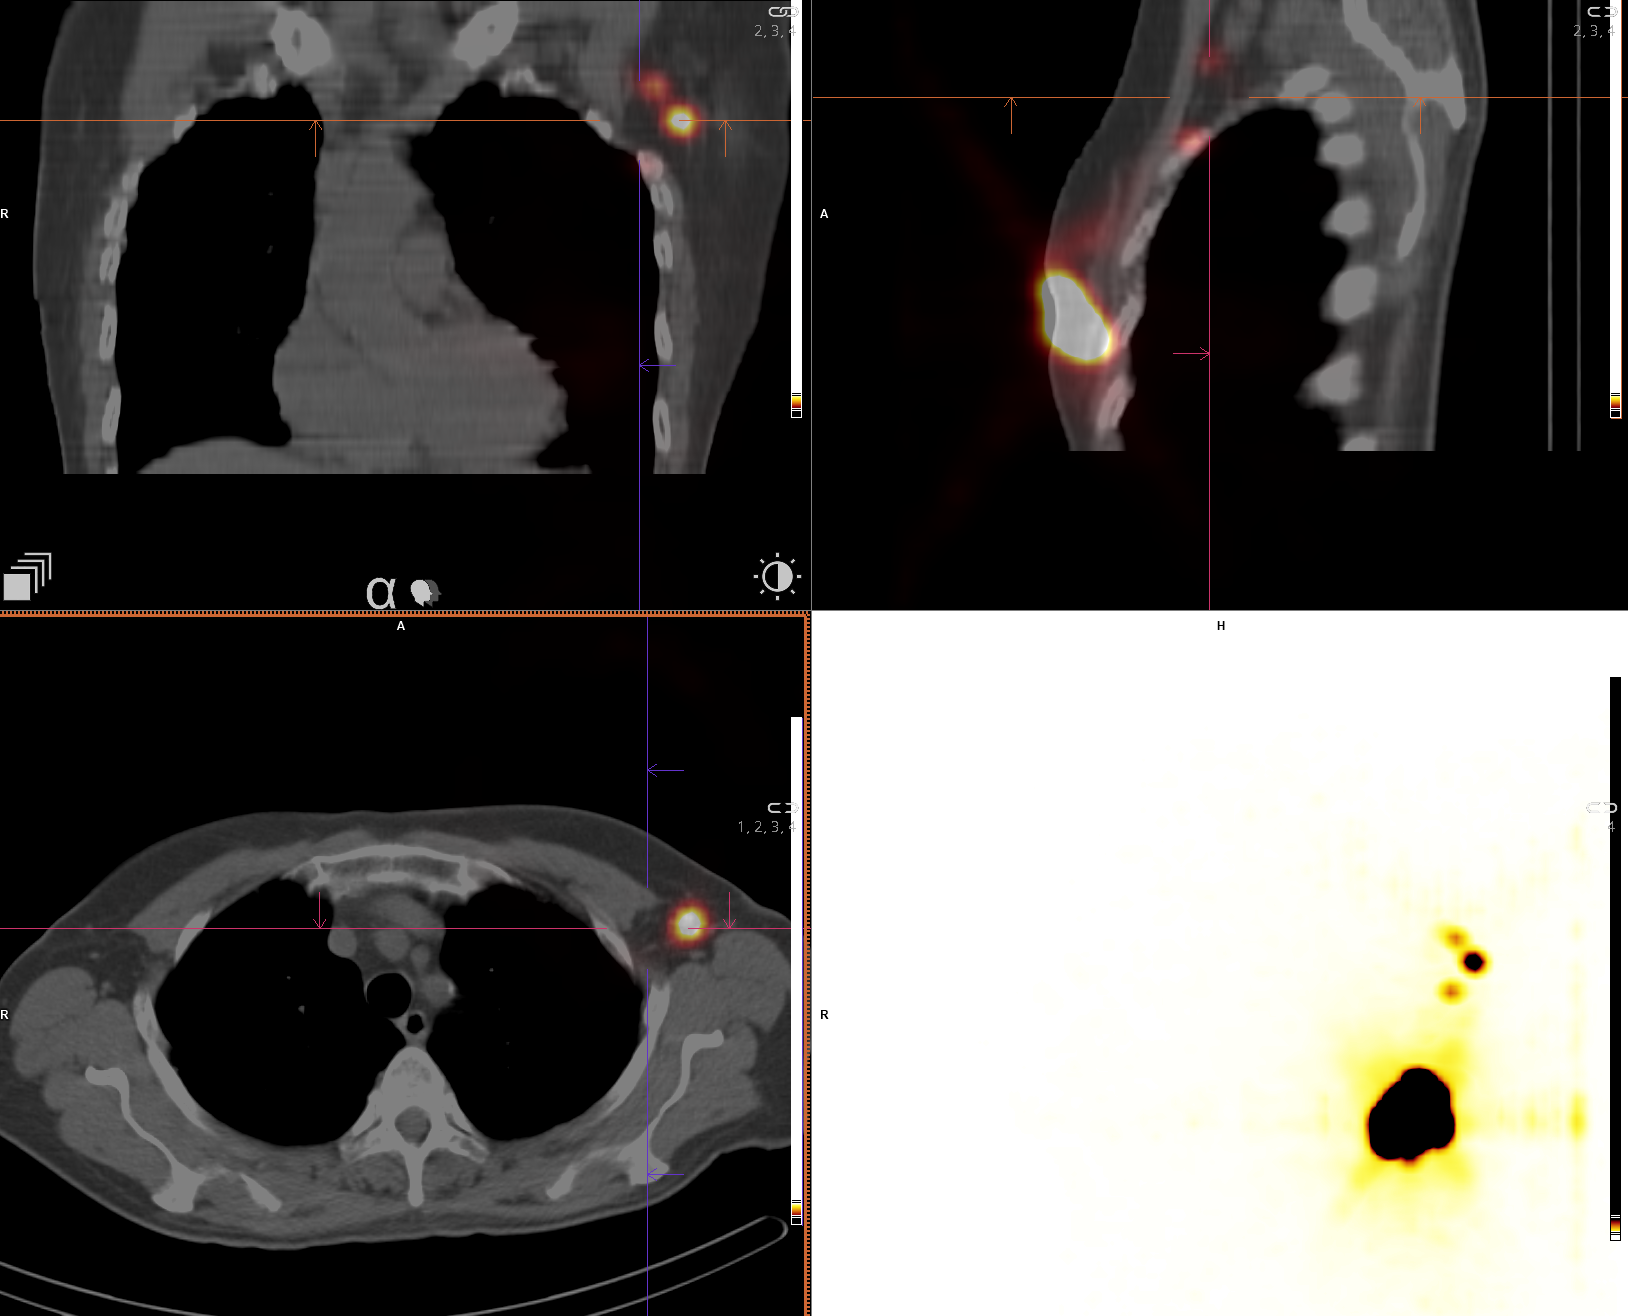 2, 3, 4
R
α
2, 3, 4
A
A
1, 2, 3, 4
R
H
4
R